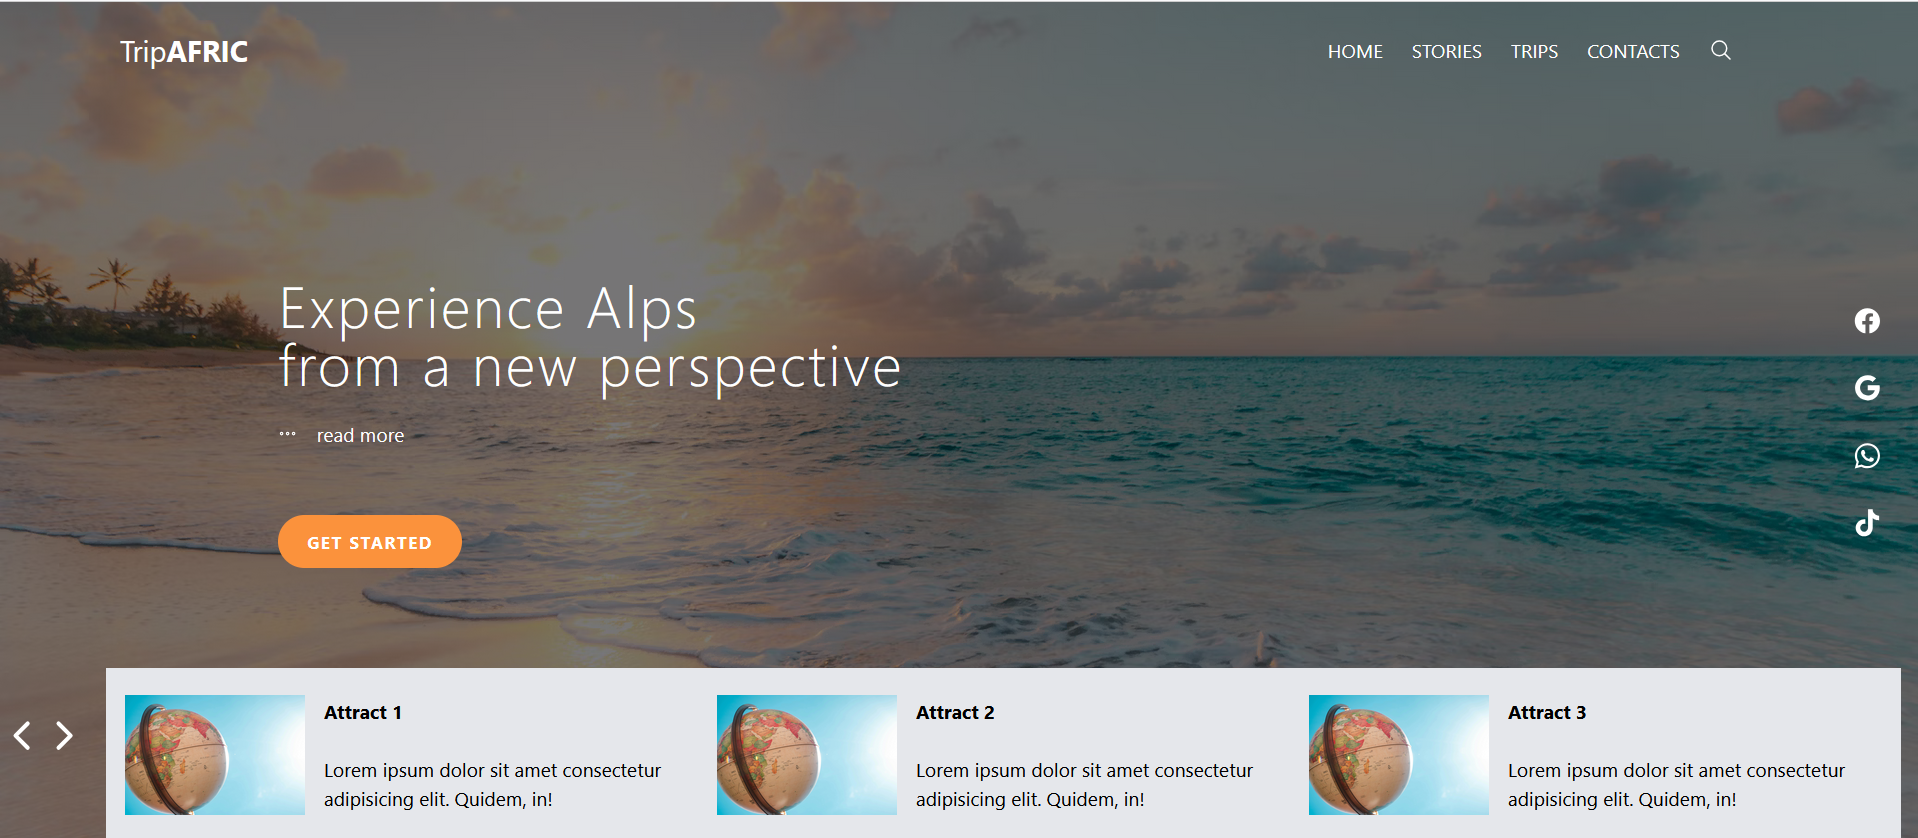 TripAFRIC
HOME STORIES TRIPS CONTACTS
Experience Alps
from a new perspective
read more
GET STARTED
Attract 1
Lorem ipsum dolor sit amet consectetur
adipisicing elit. Quidem, in!
Attract 2
Lorem ipsum dolor sit amet consectetur
adipisicing elit. Quidem, in!
Attract 3
Lorem ipsum dolor sit amet consectetur
adipisicing elit. Quidem, in!